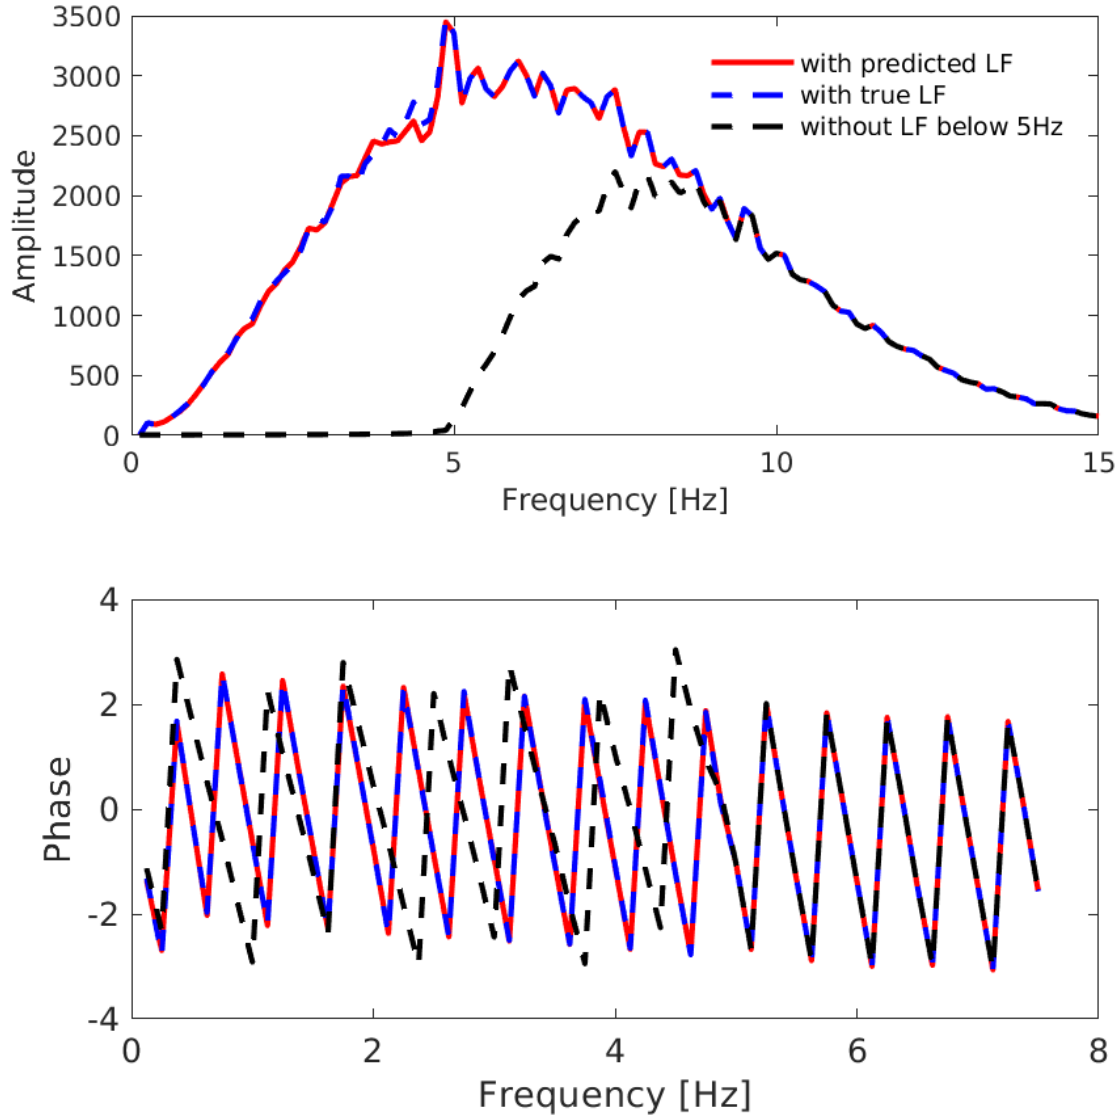 3500
3000
2500
2000
1500
1000
500
0
Amplitude
with predicted LF
with true LF
without LF below 5Hz
0 5 10 15
Frequency [Hz]
4
2
0
-2
-4
Phase
0 2 4 6 8
Frequency [Hz]